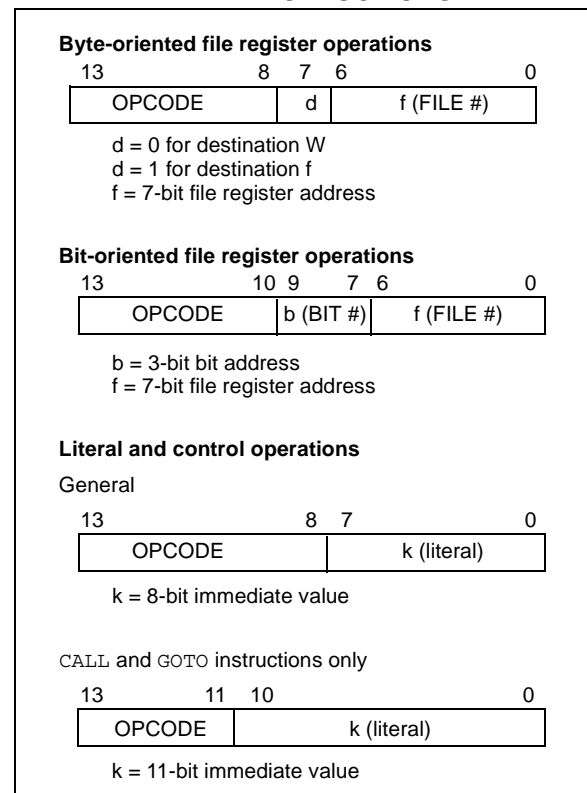 Byte-oriented file register operations
13 8 7 6 0
OPCODE d f (FILE #)
d = 0 for destination W
d = 1 for destination f
f = 7-bit file register address
Bit-oriented file register operations
13 10 9 7 6 0
OPCODE b (BIT #) f (FILE #)
b = 3-bit bit address
f = 7-bit file register address
Literal and control operations
General
13 8 7 0
OPCODE k (literal)
k = 8-bit immediate value
CALL and GOTO instructions only
13 11 10 0
OPCODE k (literal)
k = 11-bit immediate value